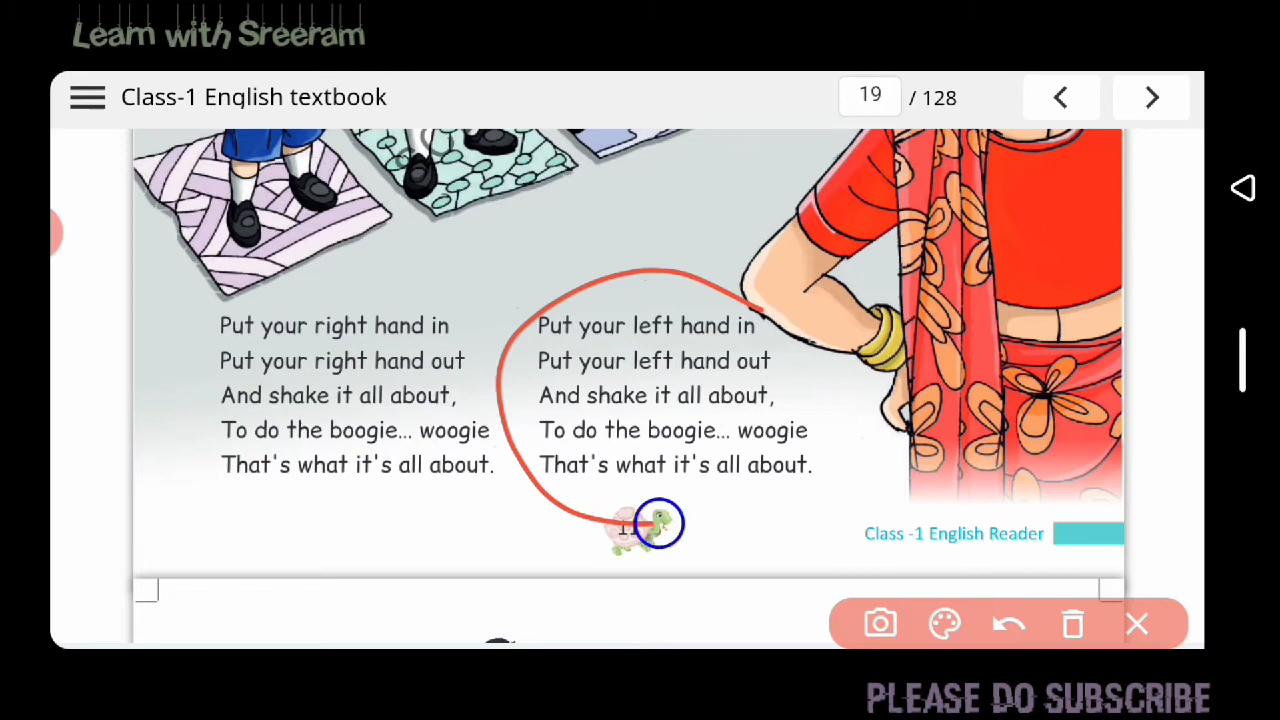 Learn with Sreeram
Class-1 English textbook
19 / 128
Put your right hand in
Put your right hand out
And shake it all about,
To do the boogie... woogie
That's what it's all about.
Put your left hand in
Put your left hand out
And shake it all about,
To do the boogie... woogie
That's what it's all about.
Class -1 English Reader
PLEASE DO SUBSCRIBE